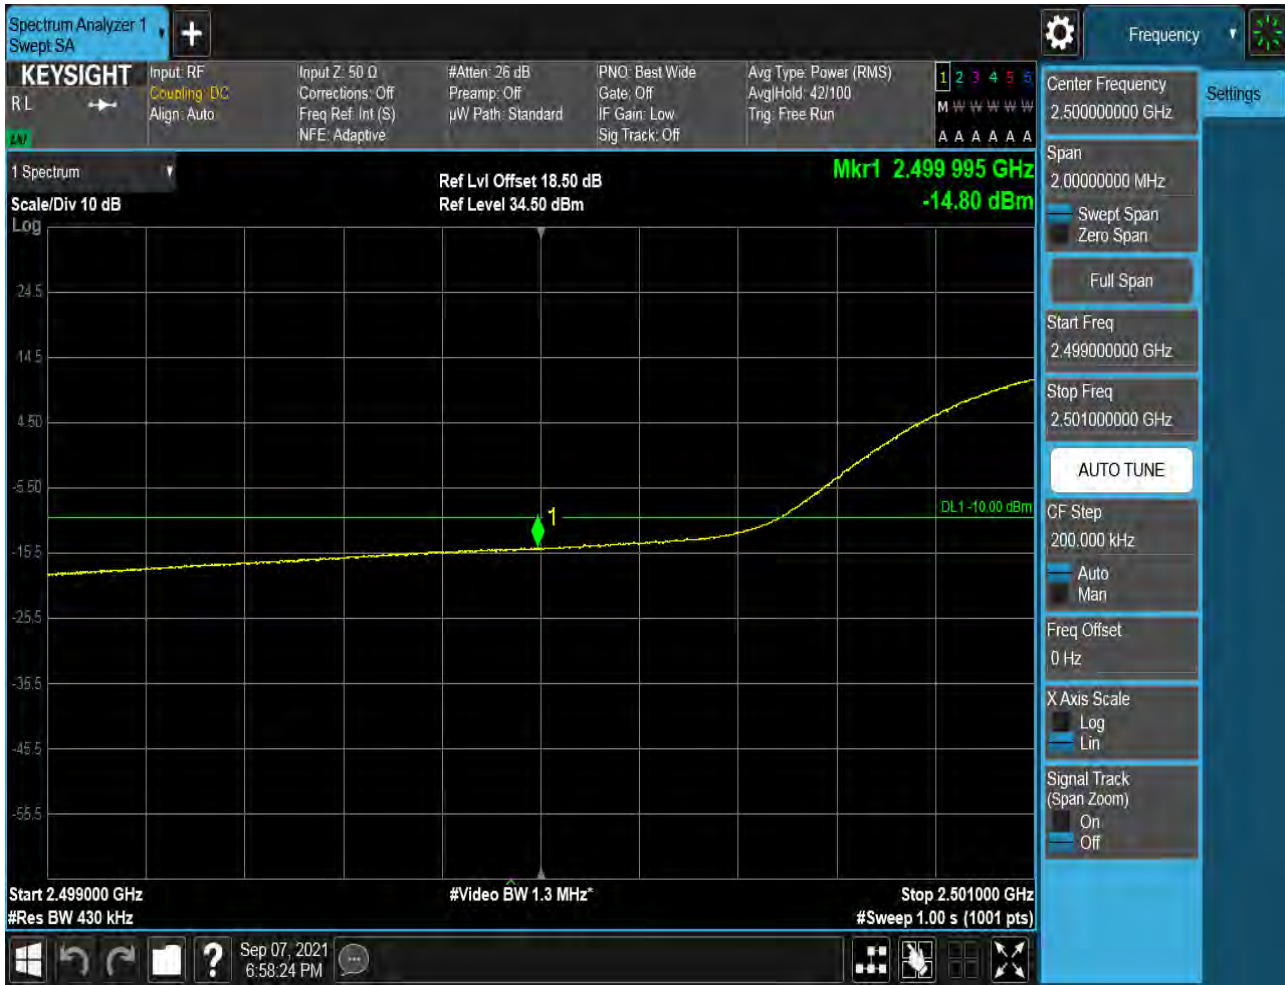 Spectrum Analyzer 1
Swept SA
Frequency
KEYSIGHT
R L
LNI
Input: RF
Coupling: DC
Align: Auto
Input Z: 50 Ω
Corrections: Off
Freq Ref: Int (S)
NFE: Adaptive
#Atten: 26 dB
Preamp: Off
µW Path: Standard
PNO: Best Wide
Gate: Off
IF Gain: Low
Sig Track: Off
Avg Type: Power (RMS)
Avg|Hold: 42/100
Trig: Free Run
1 2 3 4 5 6
M W W W W W
A A A A A A
1 Spectrum
Scale/Div 10 dB
Log
Ref Lvl Offset 18.50 dB
Ref Level 34.50 dBm
Mkr1 2.499 995 GHz
-14.80 dBm
24.5
14.5
4.50
-5.50
-15.5
-25.5
-35.5
-45.5
-55.5
1
DL1 -10.00 dBm
Start 2.499000 GHz
#Res BW 430 kHz
#Video BW 1.3 MHz*
Stop 2.501000 GHz
#Sweep 1.00 s (1001 pts)
Center Frequency
2.500000000 GHz
Settings
Span
2.00000000 MHz
Swept Span
Zero Span
Full Span
Start Freq
2.499000000 GHz
Stop Freq
2.501000000 GHz
AUTO TUNE
CF Step
200.000 kHz
Auto
Man
Freq Offset
0 Hz
X Axis Scale
Log
Lin
Signal Track
(Span Zoom)
On
Off
?
Sep 07, 2021
6:58:24 PM